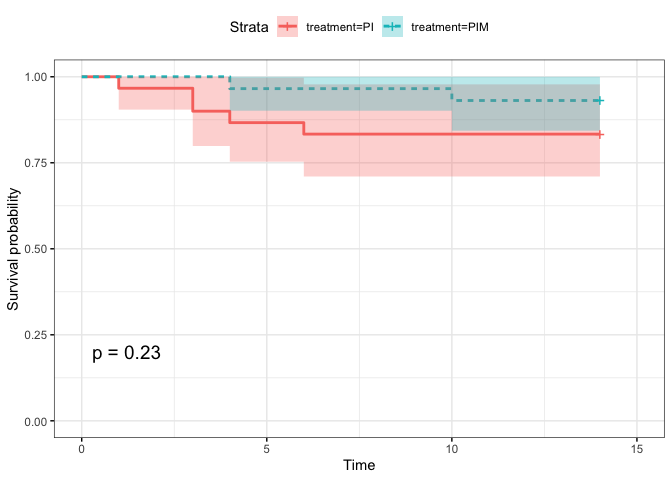 Strata treatment=PI treatment=PIM
1.00
0.75
0.50
0.25
0.00
Survival probability
p = 0.23
0 5 10 15
Time